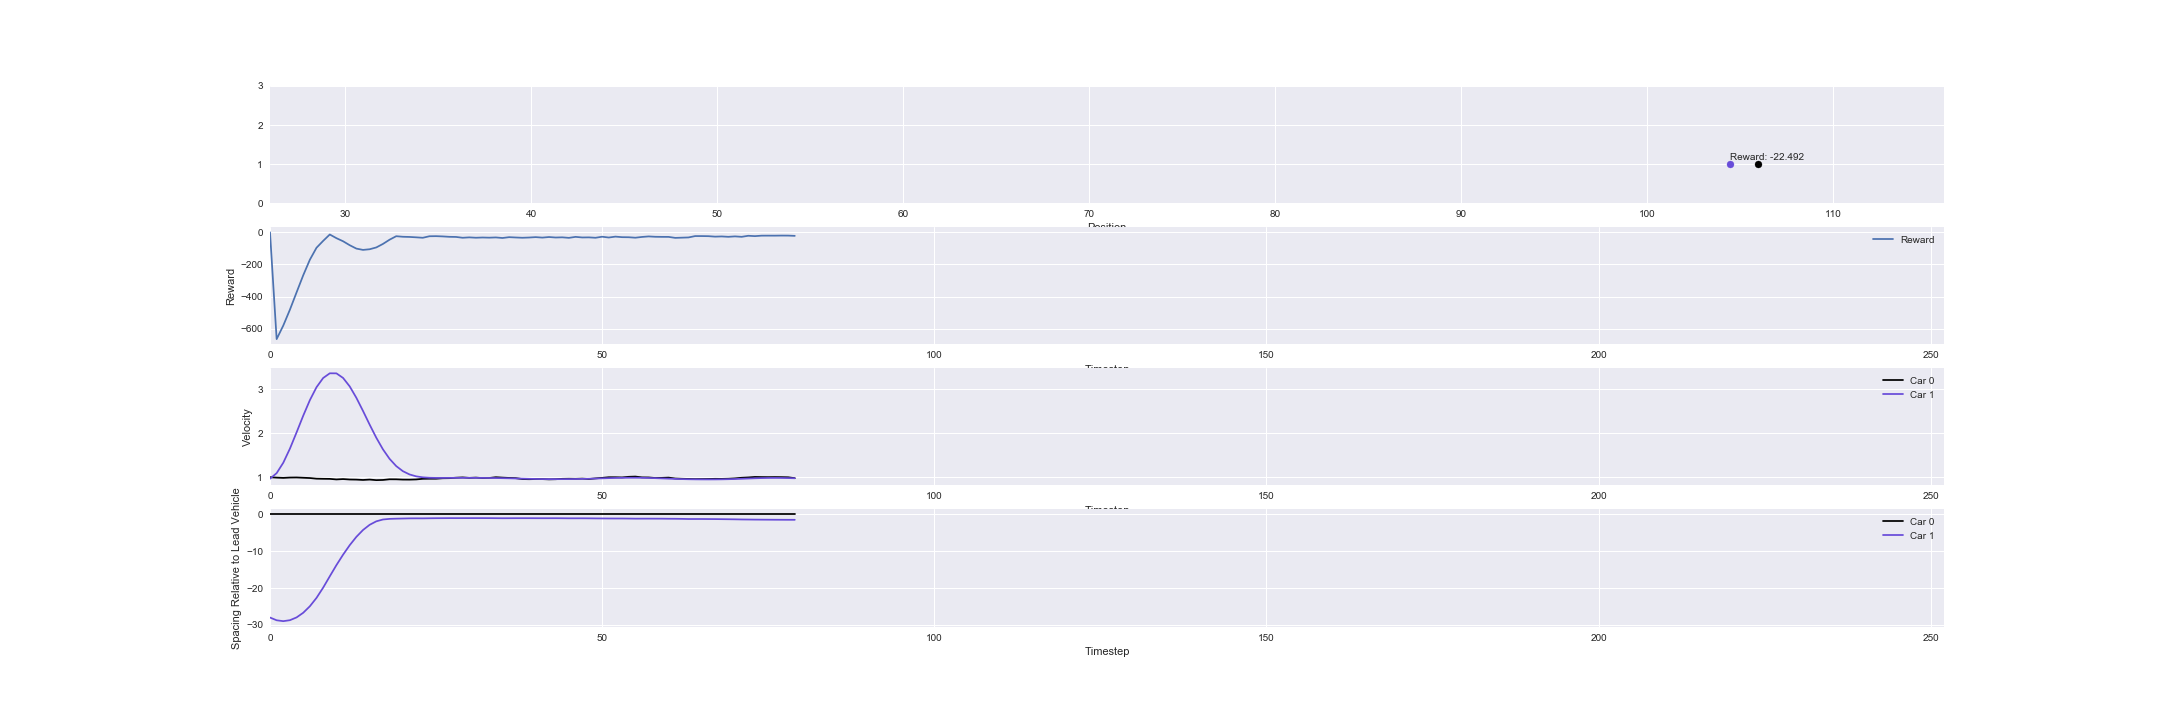 3
2
1
0
Reward: -22.492
30 40 50 60 70 80 90 100 110
Position
0
−200
−400
−600
Reward
Reward
0 50 100 150 200 250
Timestep
3
2
1
Velocity
Car 0
Car 1
0 50 100 150 200 250
Timestep
0
−10
−20
−30
Spacing Relative to Lead Vehicle
Car 0
Car 1
0 50 100 150 200 250
Timestep